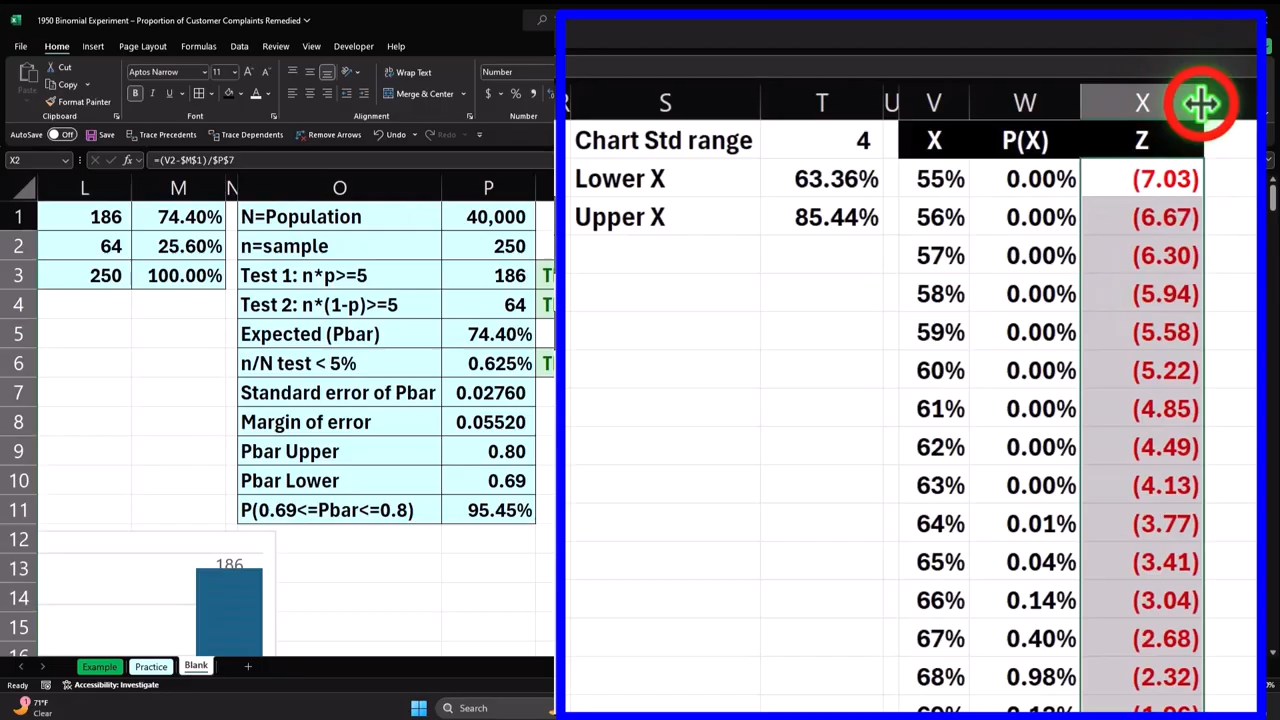 1950 Binomial Experiment – Proportion of Customer Complaints Remedied
File Home Insert Page Layout Formulas Data Review View Developer Help
Cut
Copy
Format Painter
Clipboard
Aptos Narrow 11
B I U
Font
Wrap Text
Merge & Center
Alignment
Number
$ % 9
Number
AutoSave Off Save Trace Precedents Trace Dependents Remove Arrows Undo Redo
X2 fx =(V2-$M$1)/$P$7
L M N O P
1 186 74.40% N=Population 40,000
2 64 25.60% n=sample 250
3 250 100.00% Test 1: n*p>=5 186 T
4 Test 2: n*(1-p)>=5 64 T
5 Expected (Pbar) 74.40%
6 n/N test < 5% 0.625% T
7 Standard error of Pbar 0.02760
8 Margin of error 0.05520
9 Pbar Upper 0.80
10 Pbar Lower 0.69
11 P(0.69<=Pbar<=0.8) 95.45%
12
13 186
14
15
16
Example Practice Blank +
Ready Accessibility: Investigate
1 71°F
Clear
Search
R S T U V W X
Chart Std range 4 X P(X) Z
Lower X 63.36% 55% 0.00% (7.03)
Upper X 85.44% 56% 0.00% (6.67)
57% 0.00% (6.30)
58% 0.00% (5.94)
59% 0.00% (5.58)
60% 0.00% (5.22)
61% 0.00% (4.85)
62% 0.00% (4.49)
63% 0.00% (4.13)
64% 0.01% (3.77)
65% 0.04% (3.41)
66% 0.14% (3.04)
67% 0.40% (2.68)
68% 0.98% (2.32)